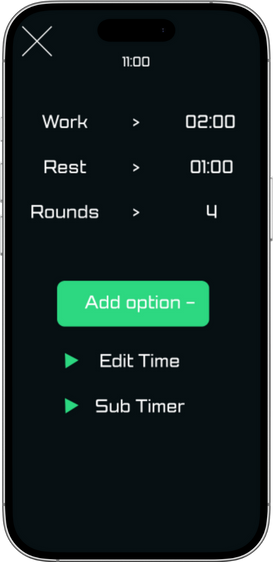 11:00
Work > 02:00
Rest > 01:00
Rounds > 4
Add option -
Edit Time
Sub Timer